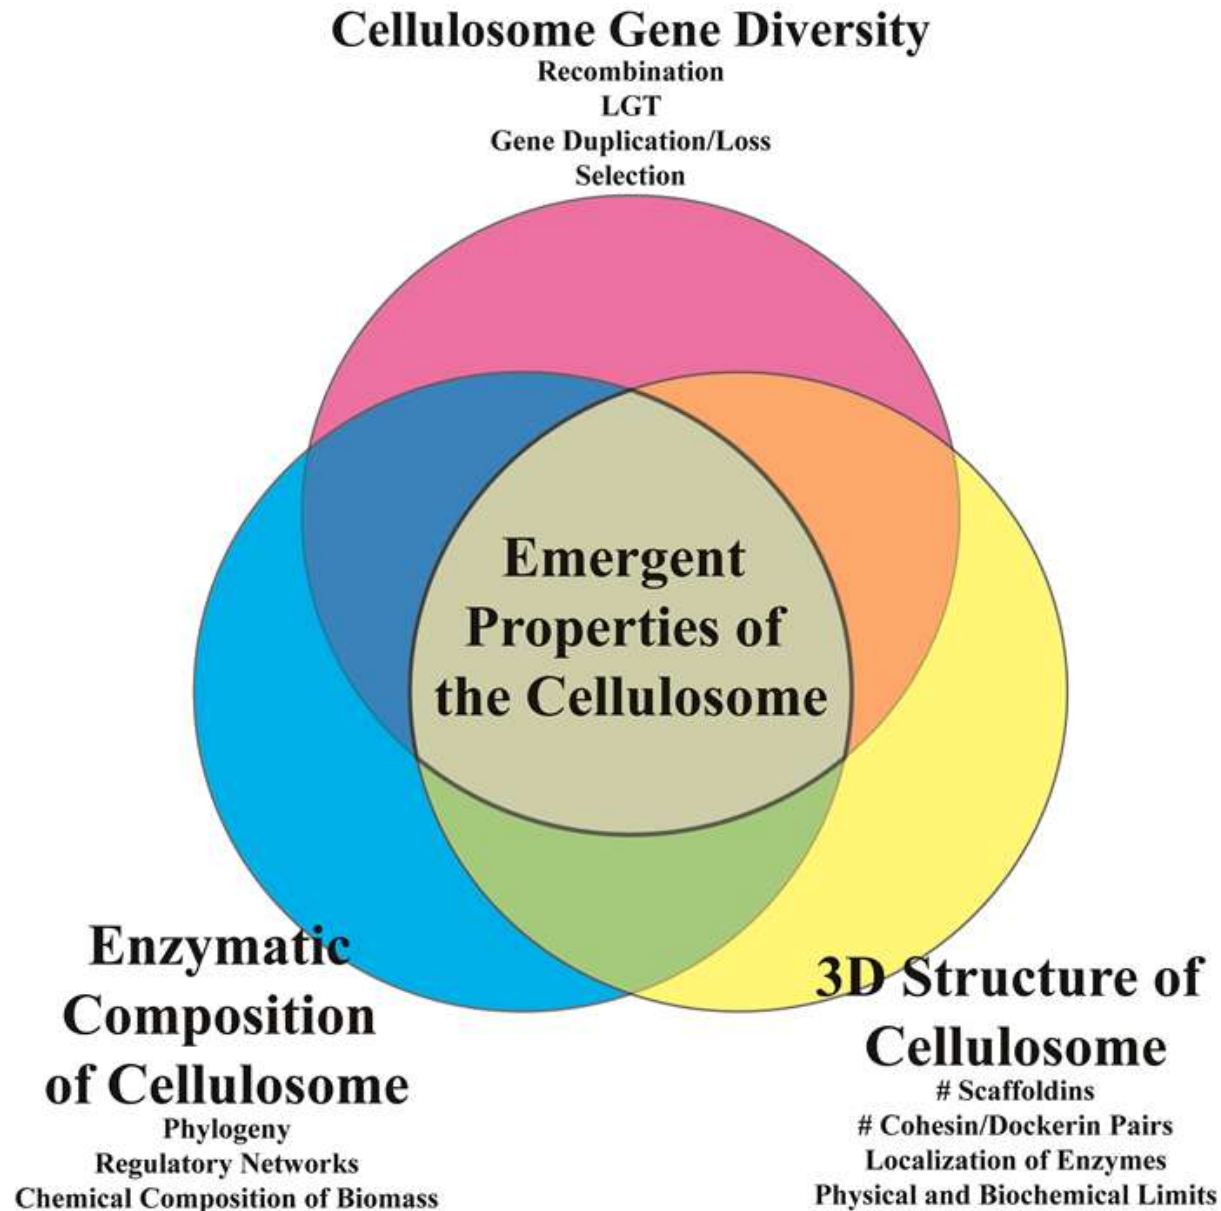 Cellulosome Gene Diversity
Recombination
LGT
Gene Duplication/Loss
Selection
Emergent
Properties of
the Cellulosome
Enzymatic
Composition
of Cellulosome
Phylogeny
Regulatory Networks
Chemical Composition of Biomass
3D Structure of
Cellulosome
# Scaffoldins
# Cohesin/Dockerin Pairs
Localization of Enzymes
Physical and Biochemical Limits